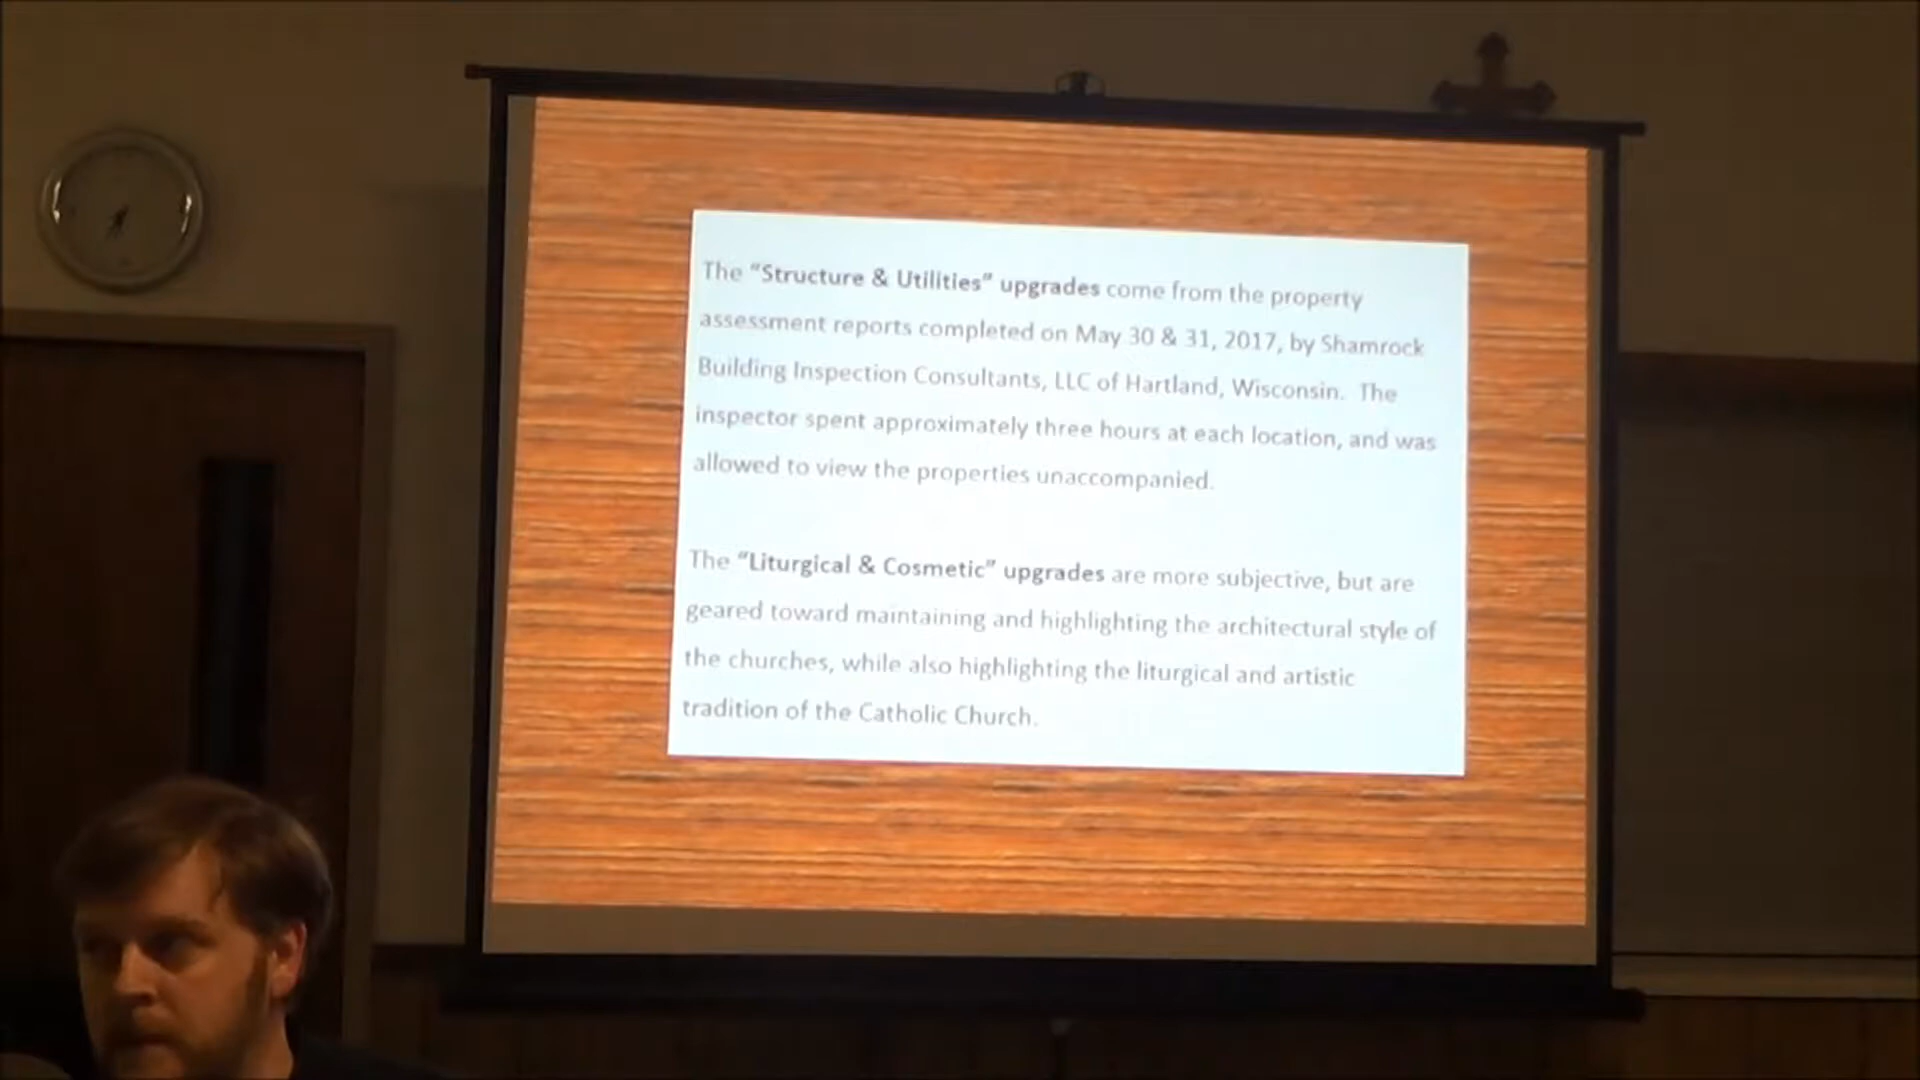 The “Structure & Utilities” upgrades come from the property
assessment reports completed on May 30 & 31, 2017, by Shamrock
Building Inspection Consultants, LLC of Hartland, Wisconsin. The
inspector spent approximately three hours at each location, and was
allowed to view the properties unaccompanied.
The “Liturgical & Cosmetic” upgrades are more subjective, but are
geared toward maintaining and highlighting the architectural style of
the churches, while also highlighting the liturgical and artistic
tradition of the Catholic Church.